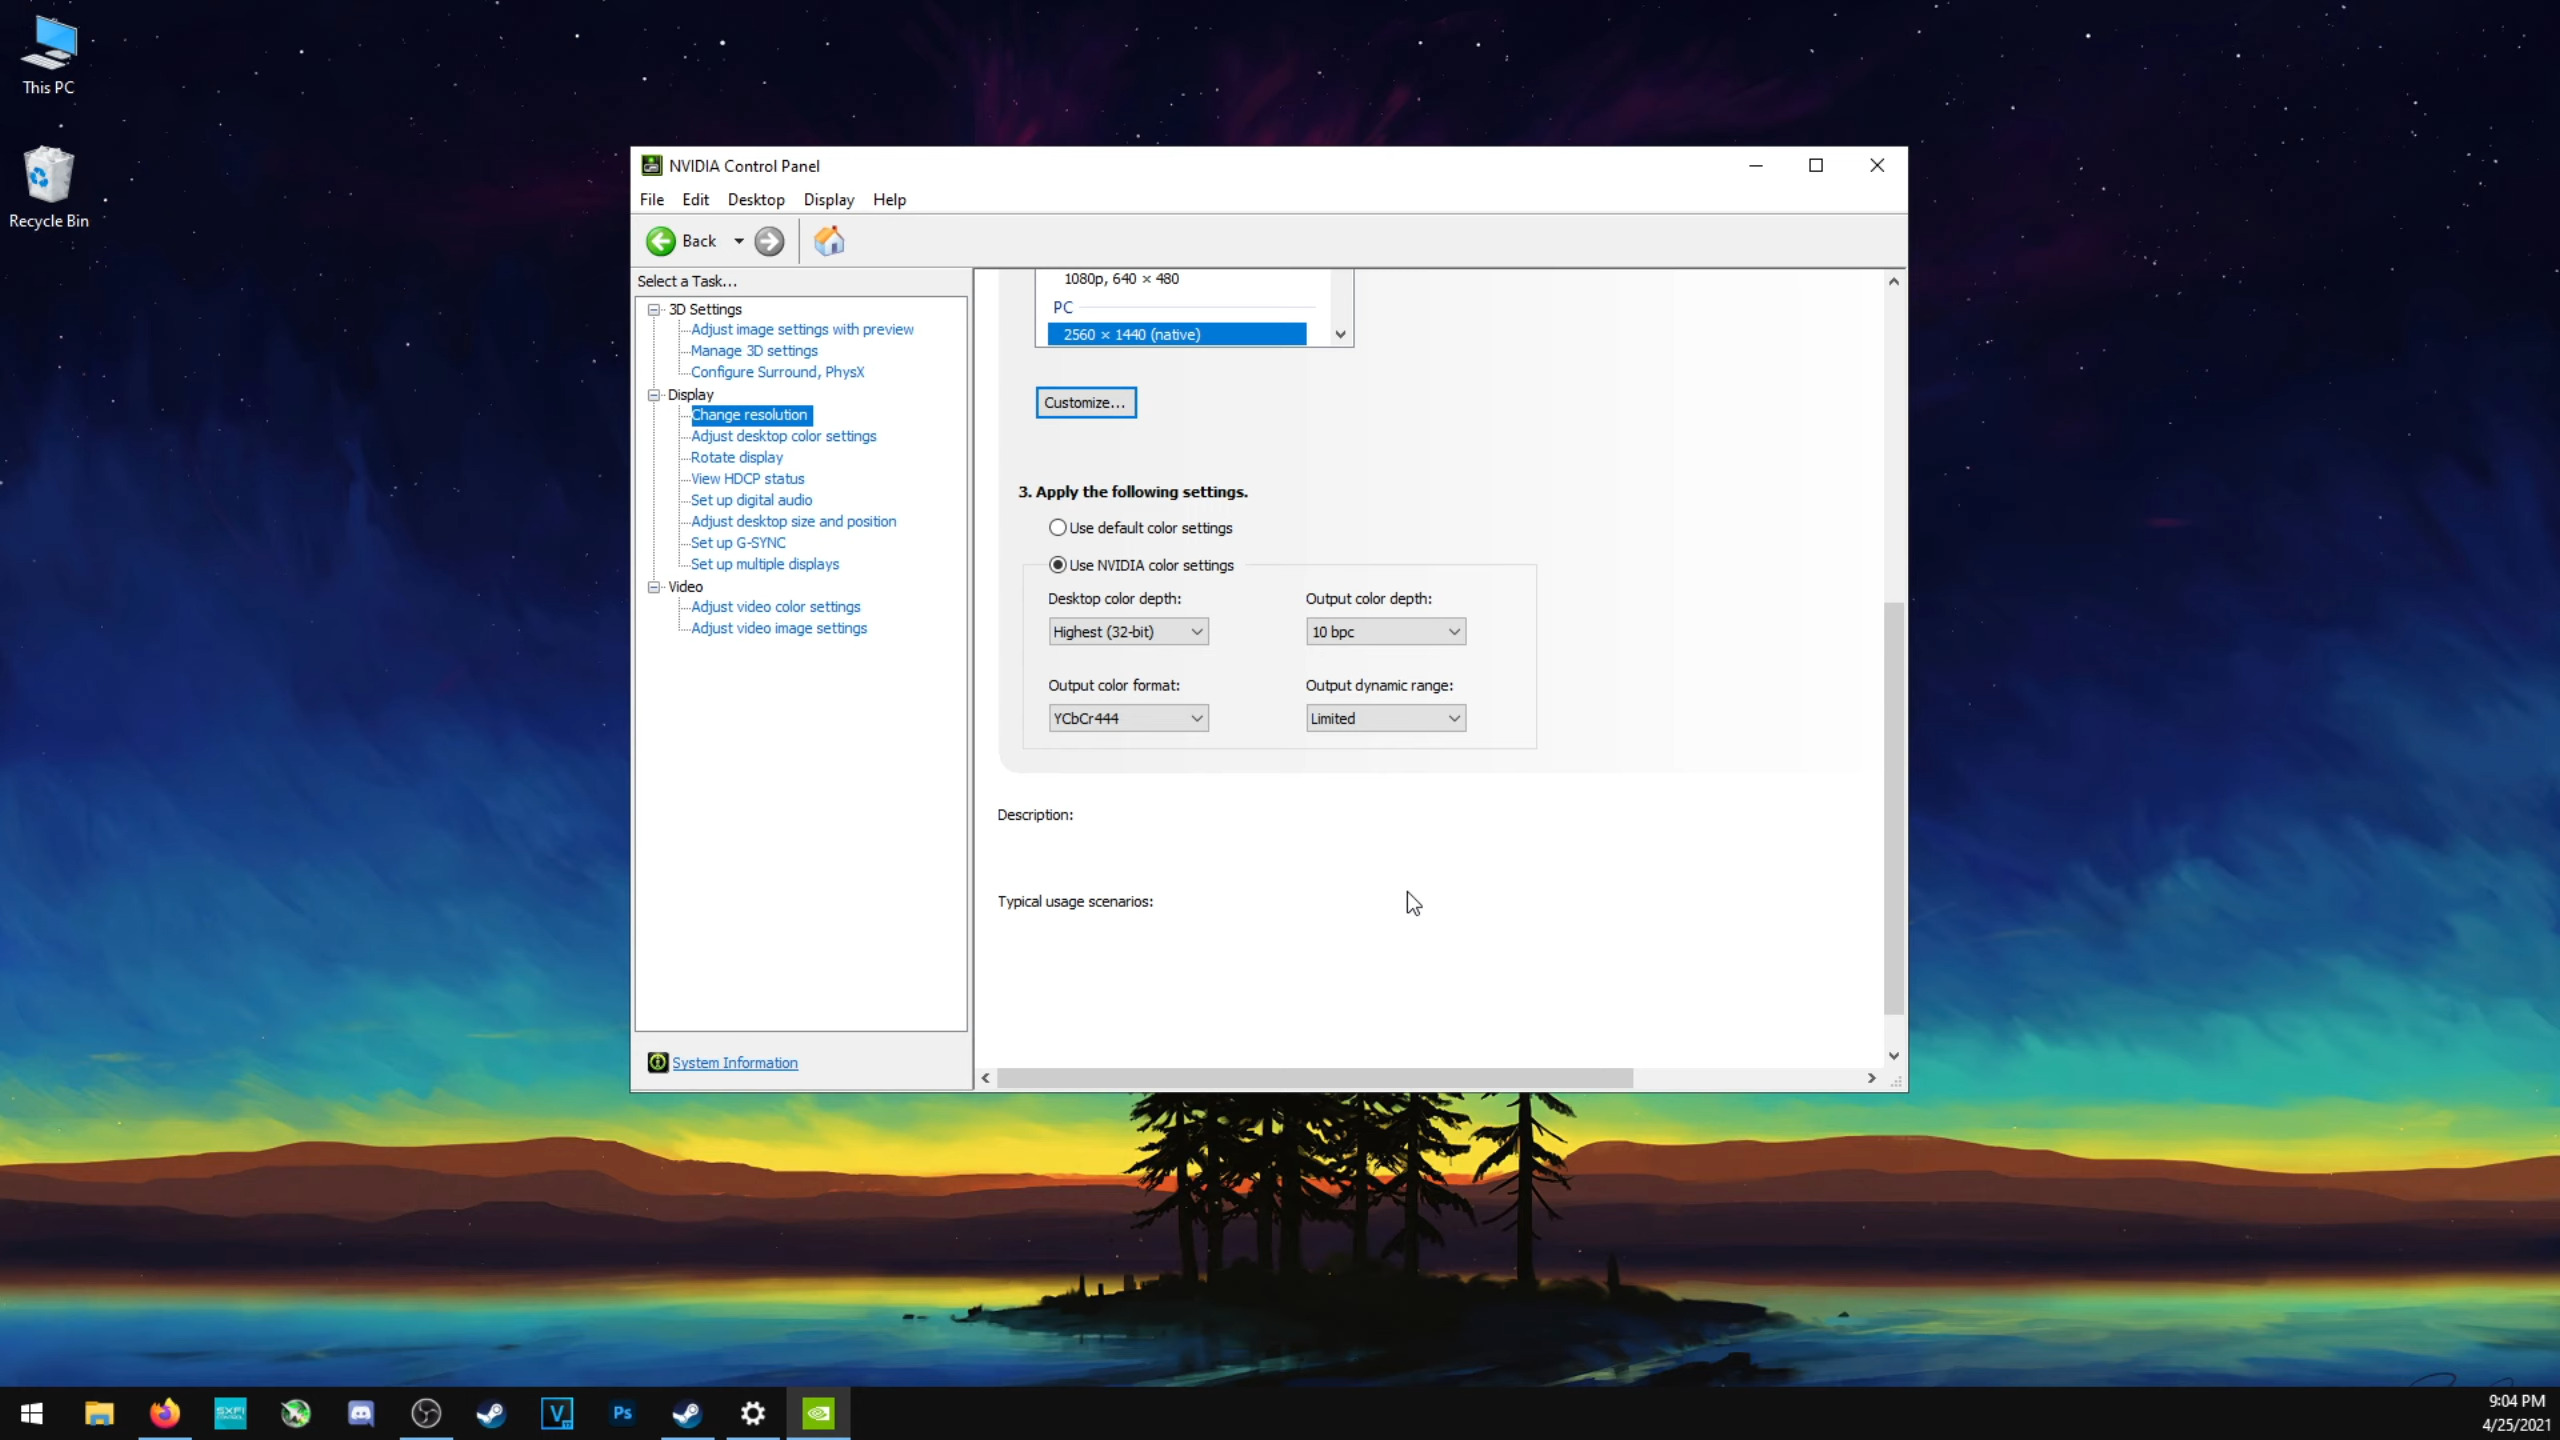 This PC
Recycle Bin
NVIDIA Control Panel
File Edit Desktop Display Help
Back
Select a Task...
3D Settings
Adjust image settings with preview
Manage 3D settings
Configure Surround, PhysX
Display
Change resolution
Adjust desktop color settings
Rotate display
View HDCP status
Set up digital audio
Adjust desktop size and position
Set up G-SYNC
Set up multiple displays
Video
Adjust video color settings
Adjust video image settings
System Information
1080p, 640 × 480
PC
2560 × 1440 (native)
Customize...
3. Apply the following settings.
Use default color settings
Use NVIDIA color settings
Desktop color depth: Output color depth:
Highest (32-bit) 10 bpc
Output color format: Output dynamic range:
YCbCr444 Limited
Description:
Typical usage scenarios:
SXFI
Ps
9:04 PM
4/25/2021